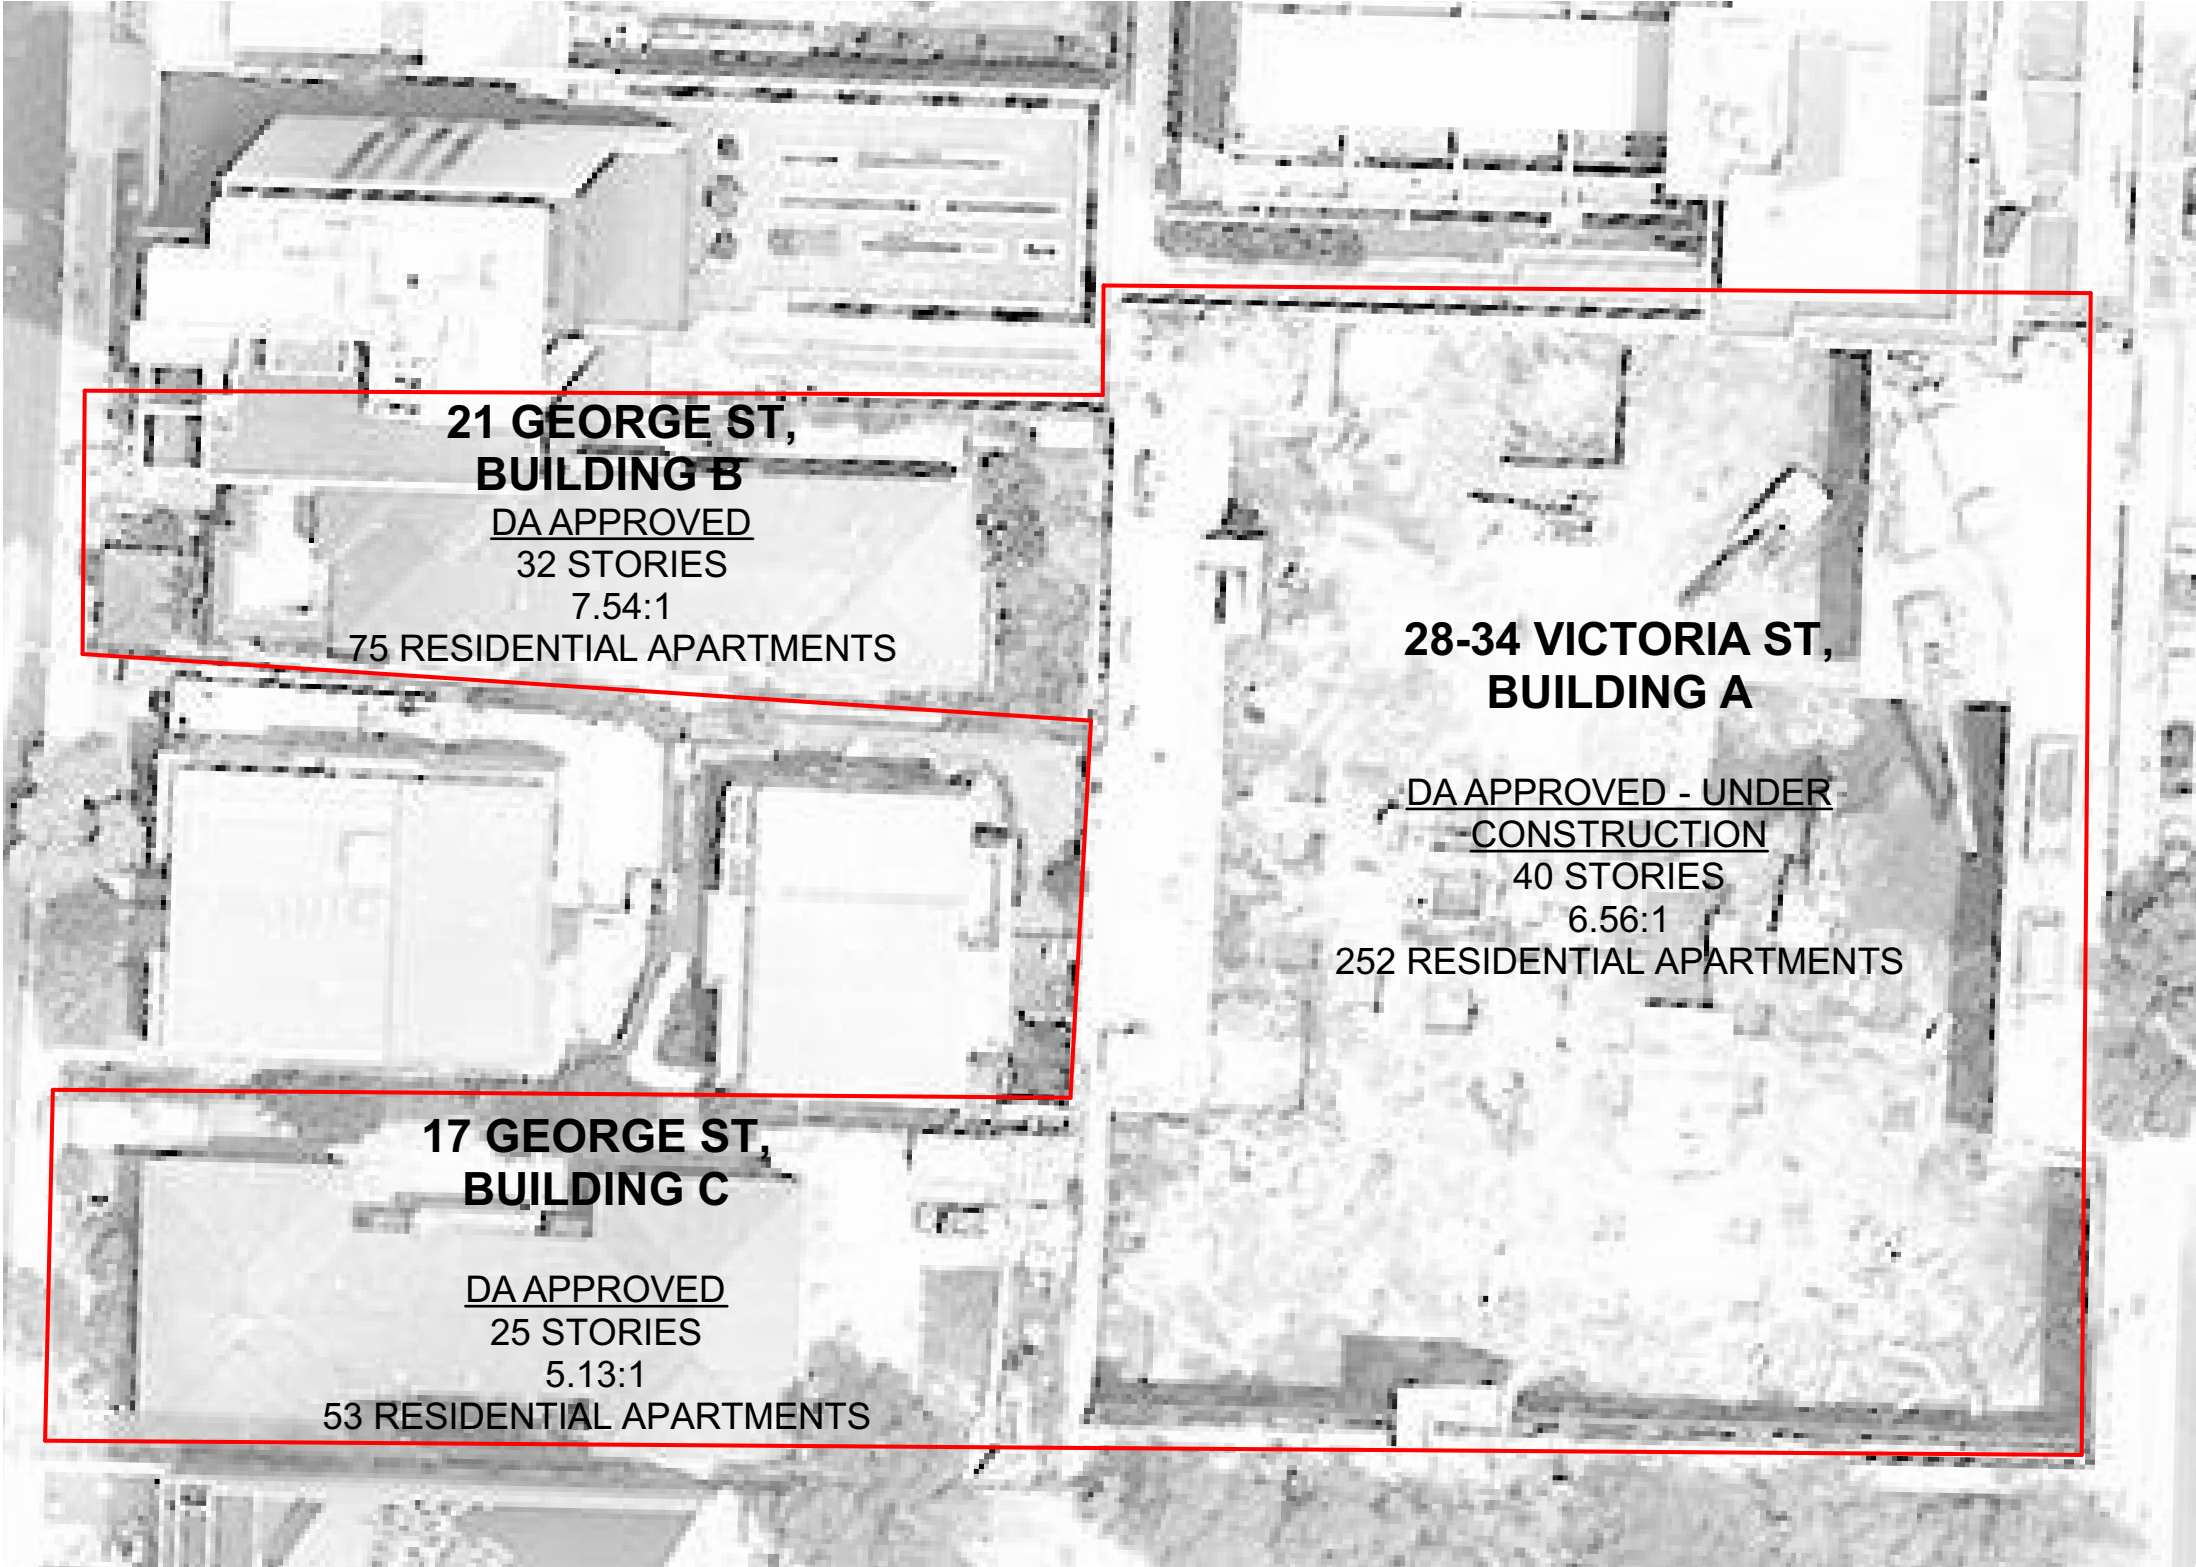 21 GEORGE ST,
BUILDING B
DA APPROVED
32 STORIES
7.54:1
75 RESIDENTIAL APARTMENTS
28-34 VICTORIA ST,
BUILDING A
DA APPROVED - UNDER
CONSTRUCTION
40 STORIES
6.56:1
252 RESIDENTIAL APARTMENTS
17 GEORGE ST,
BUILDING C
DA APPROVED
25 STORIES
5.13:1
53 RESIDENTIAL APARTMENTS